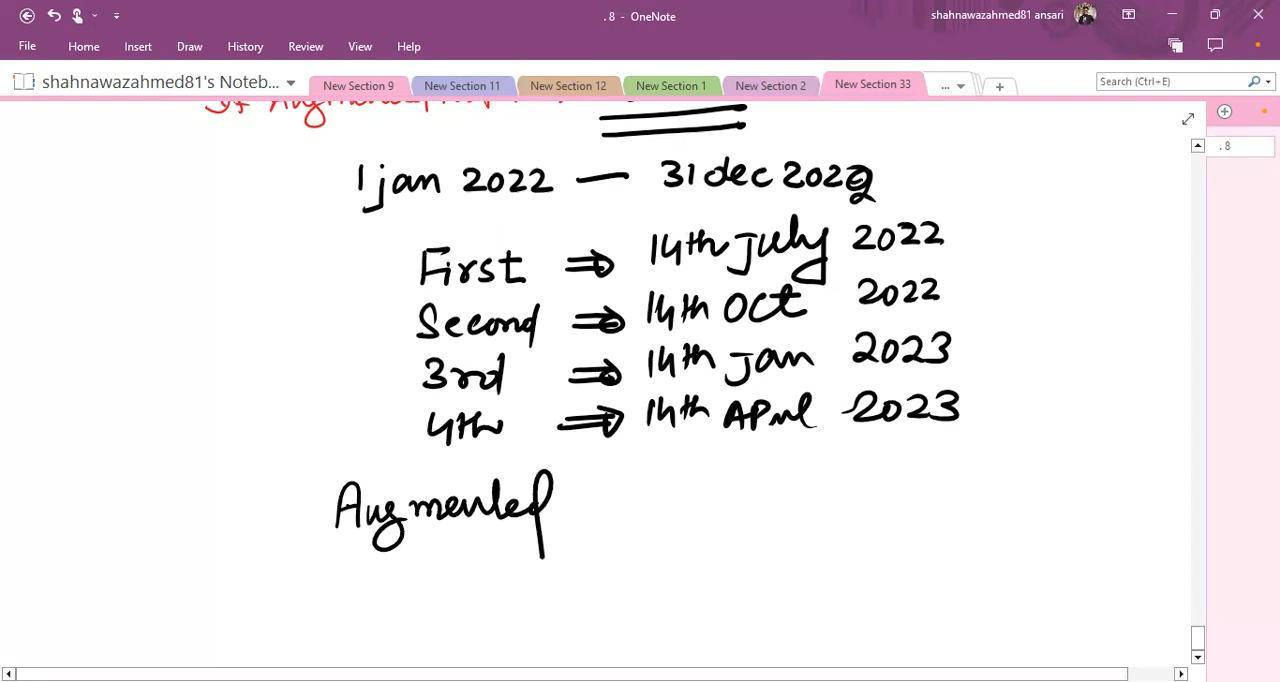 . 8 - OneNote
shahnawazahmed81 ansari
File Home Insert Draw History Review View Help
shahnawazahmed81's Noteb... New Section 9 New Section 11 New Section 12 New Section 1 New Section 2 New Section 33 ... + Search (Ctrl+E)
Augmented
. 8
1 jan 2022 — 31 dec 2022
First ⇒ 14th July 2022
Second ⇒ 14th Oct 2022
3rd ⇒ 14th jan 2023
4th ⇒ 14th April 2023
Augmented